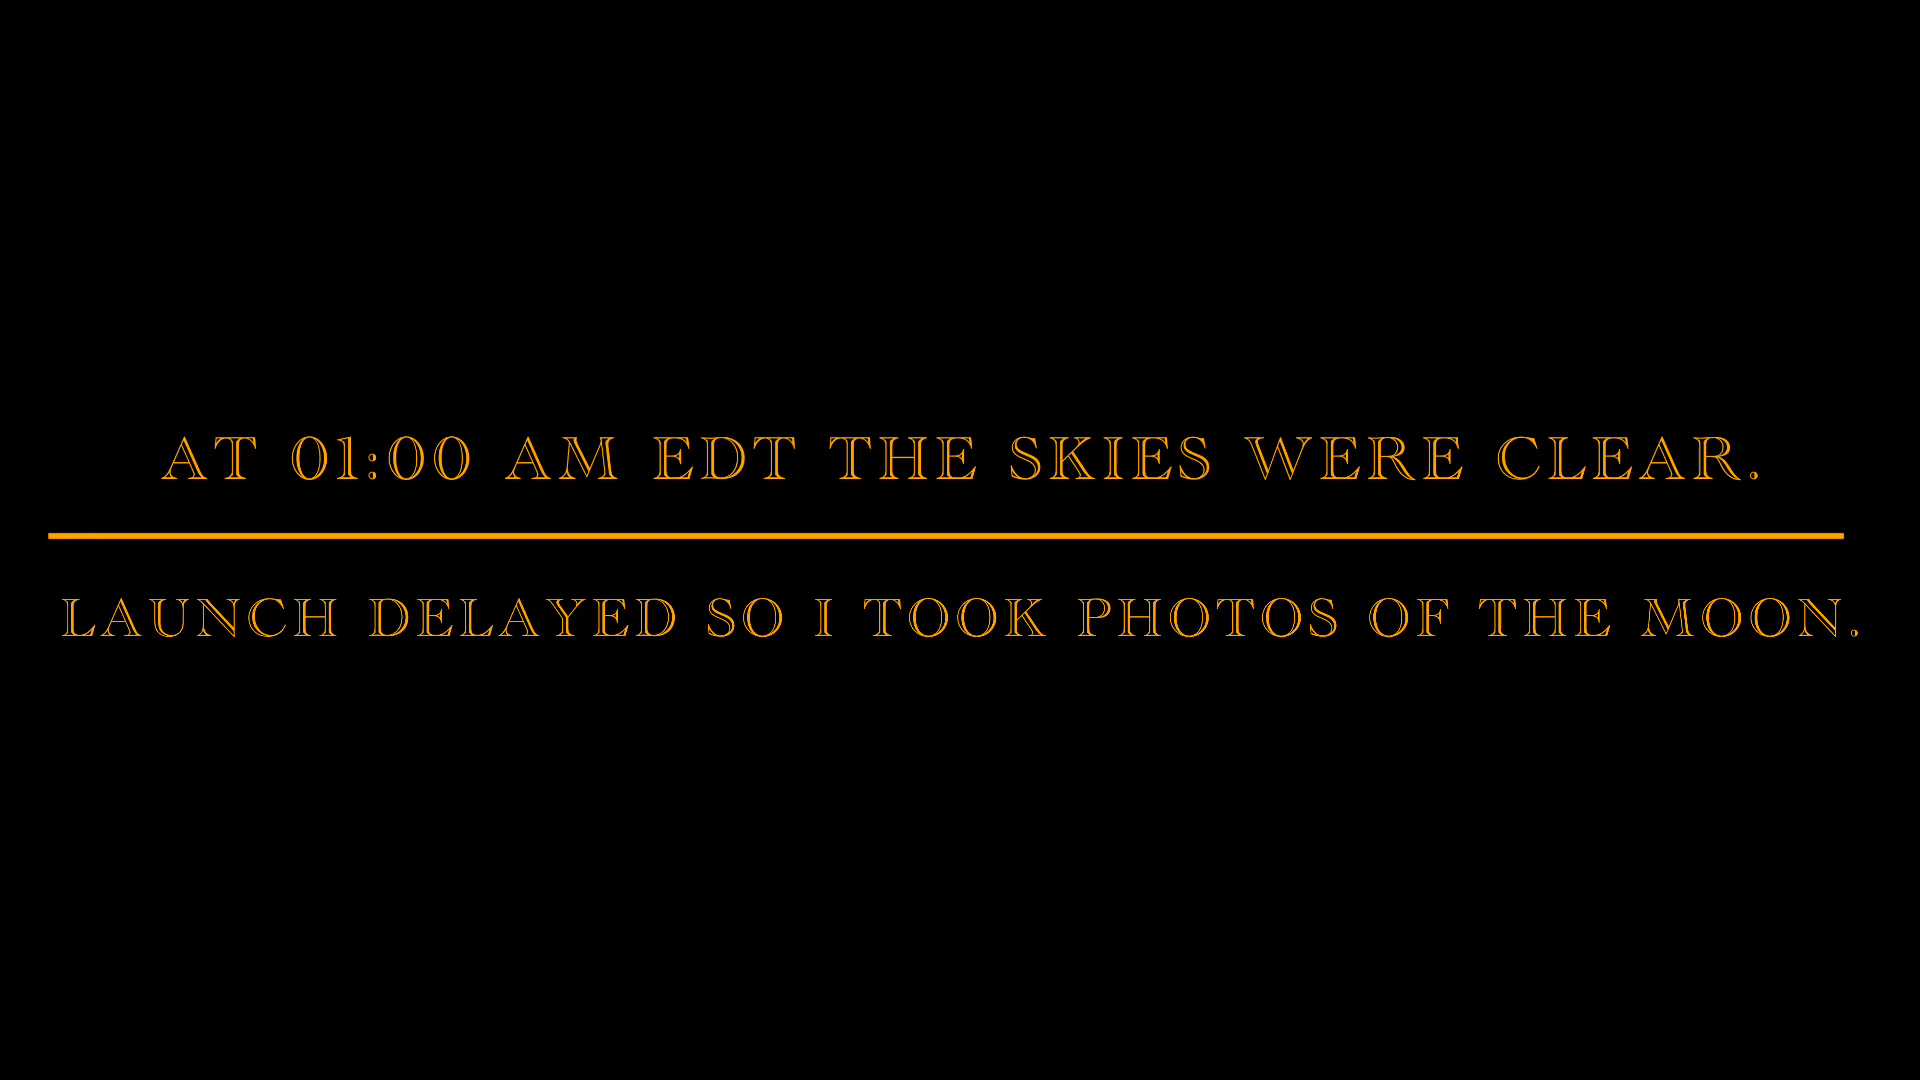 AT 01:00 AM EDT THE SKIES WERE CLEAR.
LAUNCH DELAYED SO I TOOK PHOTOS OF THE MOON.